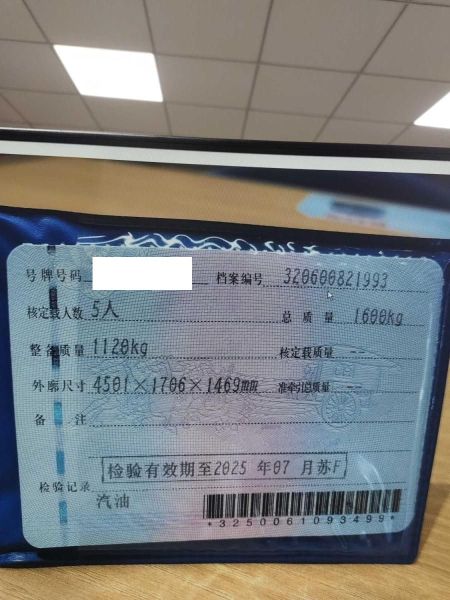 号牌号码 档案编号 320600821993
核定载人数 5人 总质量 1600kg
整备质量 1120kg 核定载质量 --
外廓尺寸 4501×1706×1469mm 准牵引总质量 --
备注
检验记录 检验有效期至2025年07月苏F
汽油
*3250061093499*